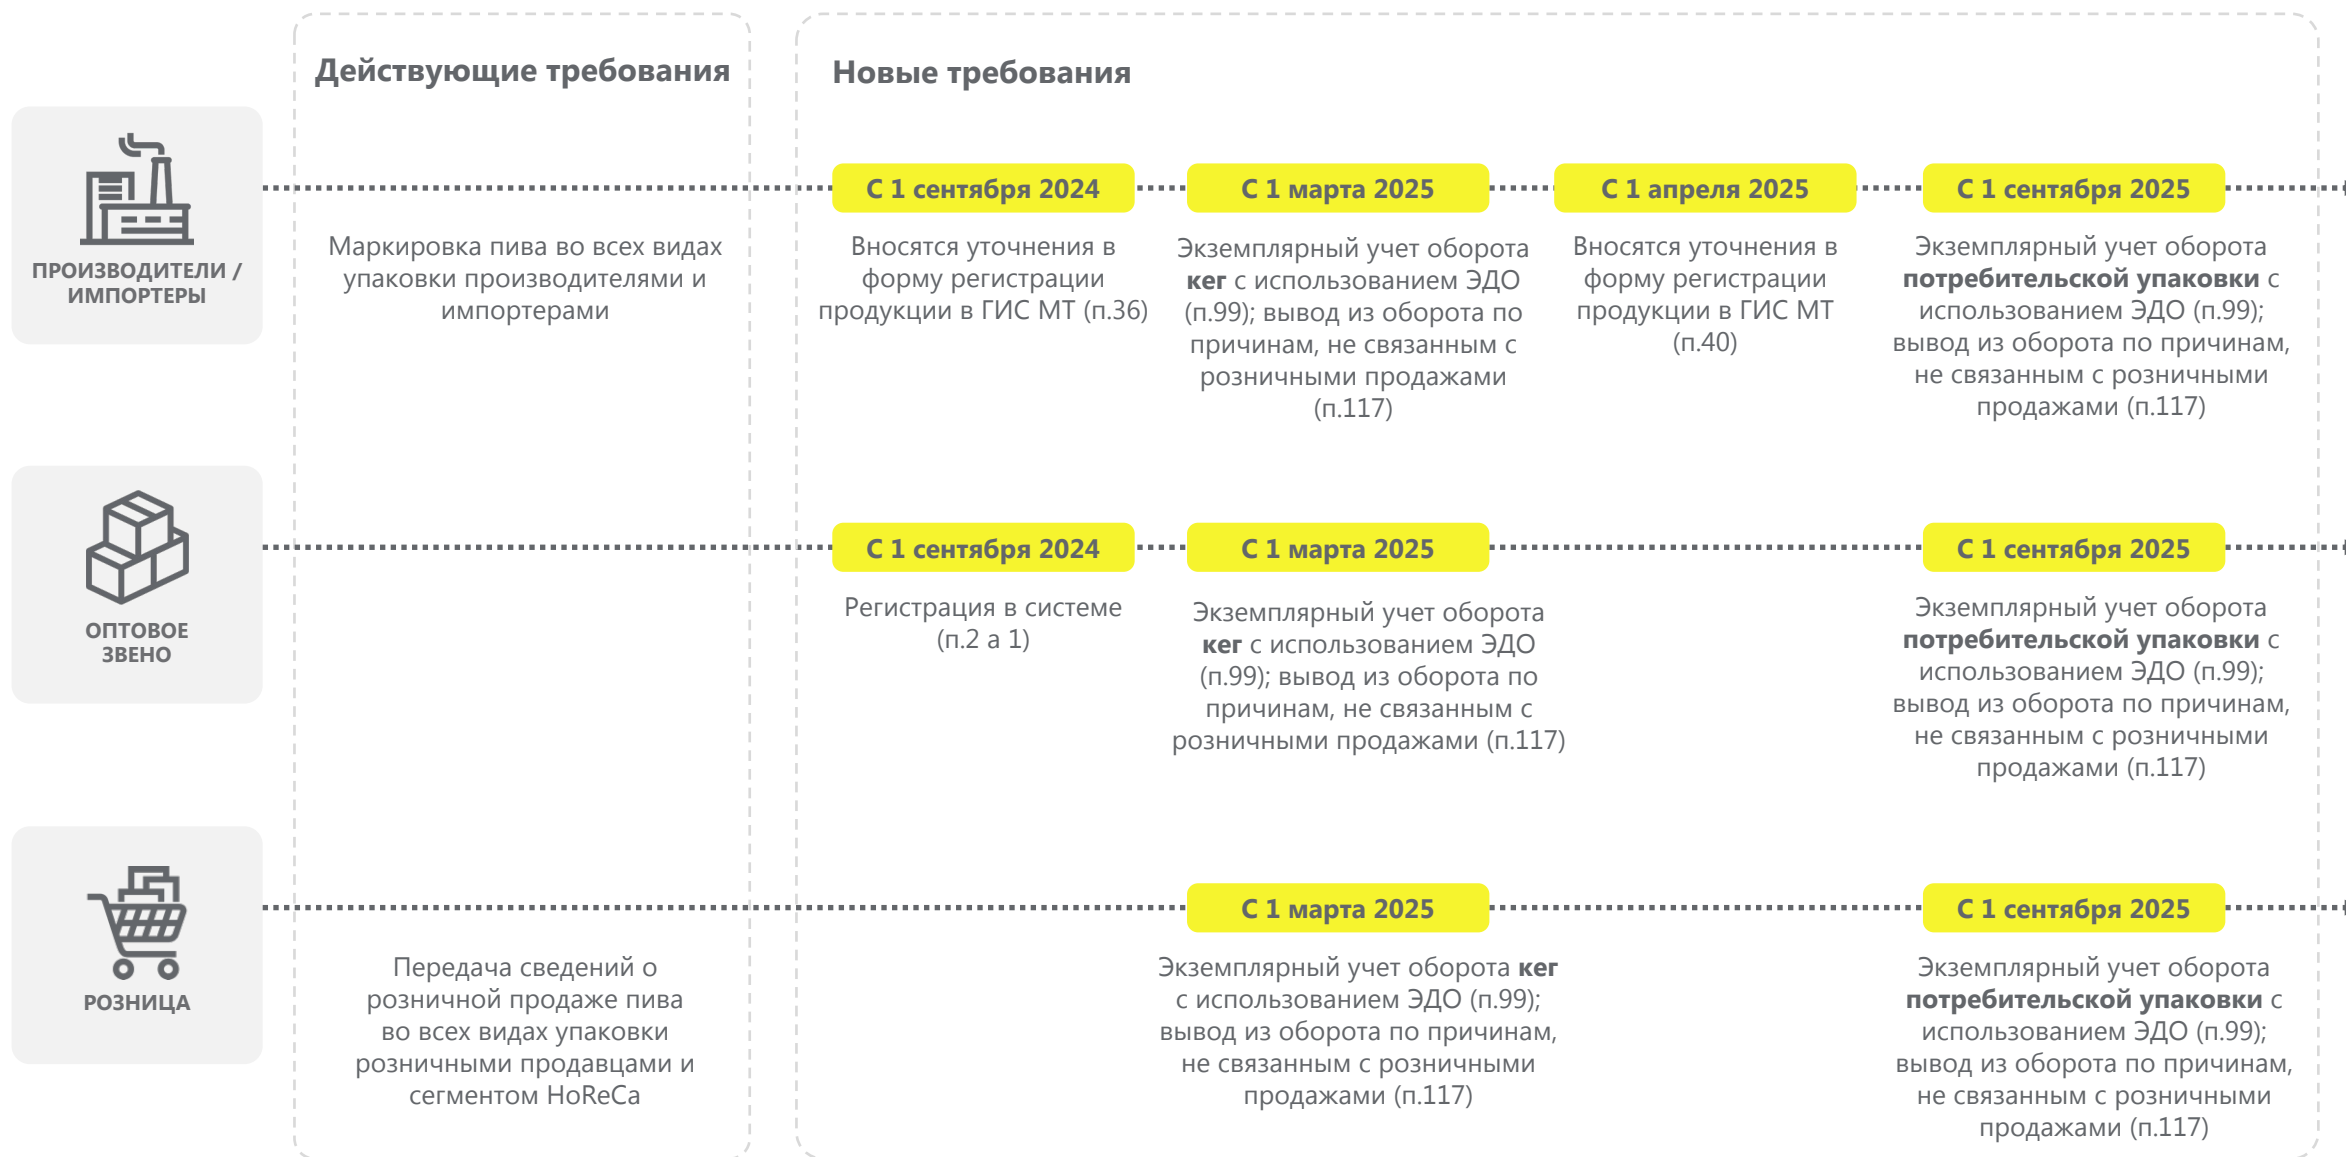 Действующие требования
Новые требования
ПРОИЗВОДИТЕЛИ /
ИМПОРТЕРЫ
Маркировка пива во всех видах
упаковки производителями и
импортерами
С 1 сентября 2024
Вносятся уточнения в
форму регистрации
продукции в ГИС МТ (п.36)
С 1 марта 2025
Экземплярный учет оборота
кег с использованием ЭДО
(п.99); вывод из оборота по
причинам, не связанным с
розничными продажами
(п.117)
С 1 апреля 2025
Вносятся уточнения в
форму регистрации
продукции в ГИС МТ
(п.40)
С 1 сентября 2025
Экземплярный учет оборота
потребительской упаковки с
использованием ЭДО (п.99);
вывод из оборота по причинам,
не связанным с розничными
продажами (п.117)
ОПТОВОЕ
ЗВЕНО
С 1 сентября 2024
Регистрация в системе
(п.2 а 1)
С 1 марта 2025
Экземплярный учет оборота
кег с использованием ЭДО
(п.99); вывод из оборота по
причинам, не связанным с
розничными продажами (п.117)
С 1 сентября 2025
Экземплярный учет оборота
потребительской упаковки с
использованием ЭДО (п.99);
вывод из оборота по причинам,
не связанным с розничными
продажами (п.117)
РОЗНИЦА
Передача сведений о
розничной продаже пива
во всех видах упаковки
розничными продавцами и
сегментом HoReCa
С 1 марта 2025
Экземплярный учет оборота кег
с использованием ЭДО (п.99);
вывод из оборота по причинам,
не связанным с розничными
продажами (п.117)
С 1 сентября 2025
Экземплярный учет оборота
потребительской упаковки с
использованием ЭДО (п.99);
вывод из оборота по причинам,
не связанным с розничными
продажами (п.117)